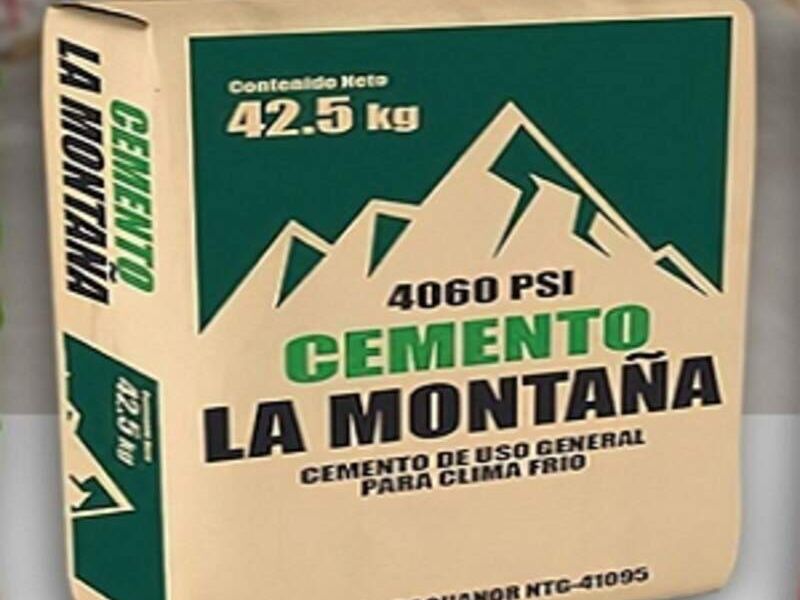 Contenido Neto
42.5 kg
4060 PSI
CEMENTO
LA MONTAÑA
CEMENTO DE USO GENERAL
PARA CLIMA FRIO
NTG-41095
CEMENTO
LA MONTAÑA
42.5 kg